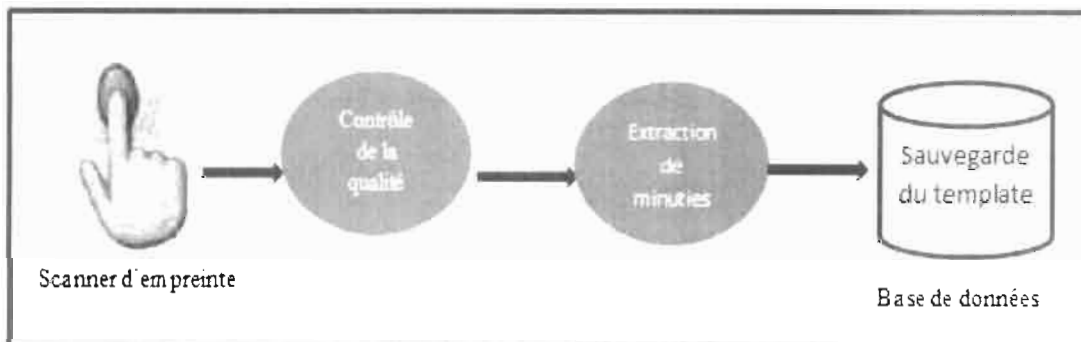 Contrôle
de la
qualité
Extraction
de
minuties
Sauvegarde
du template
Scanner d'empreinte
Base de données